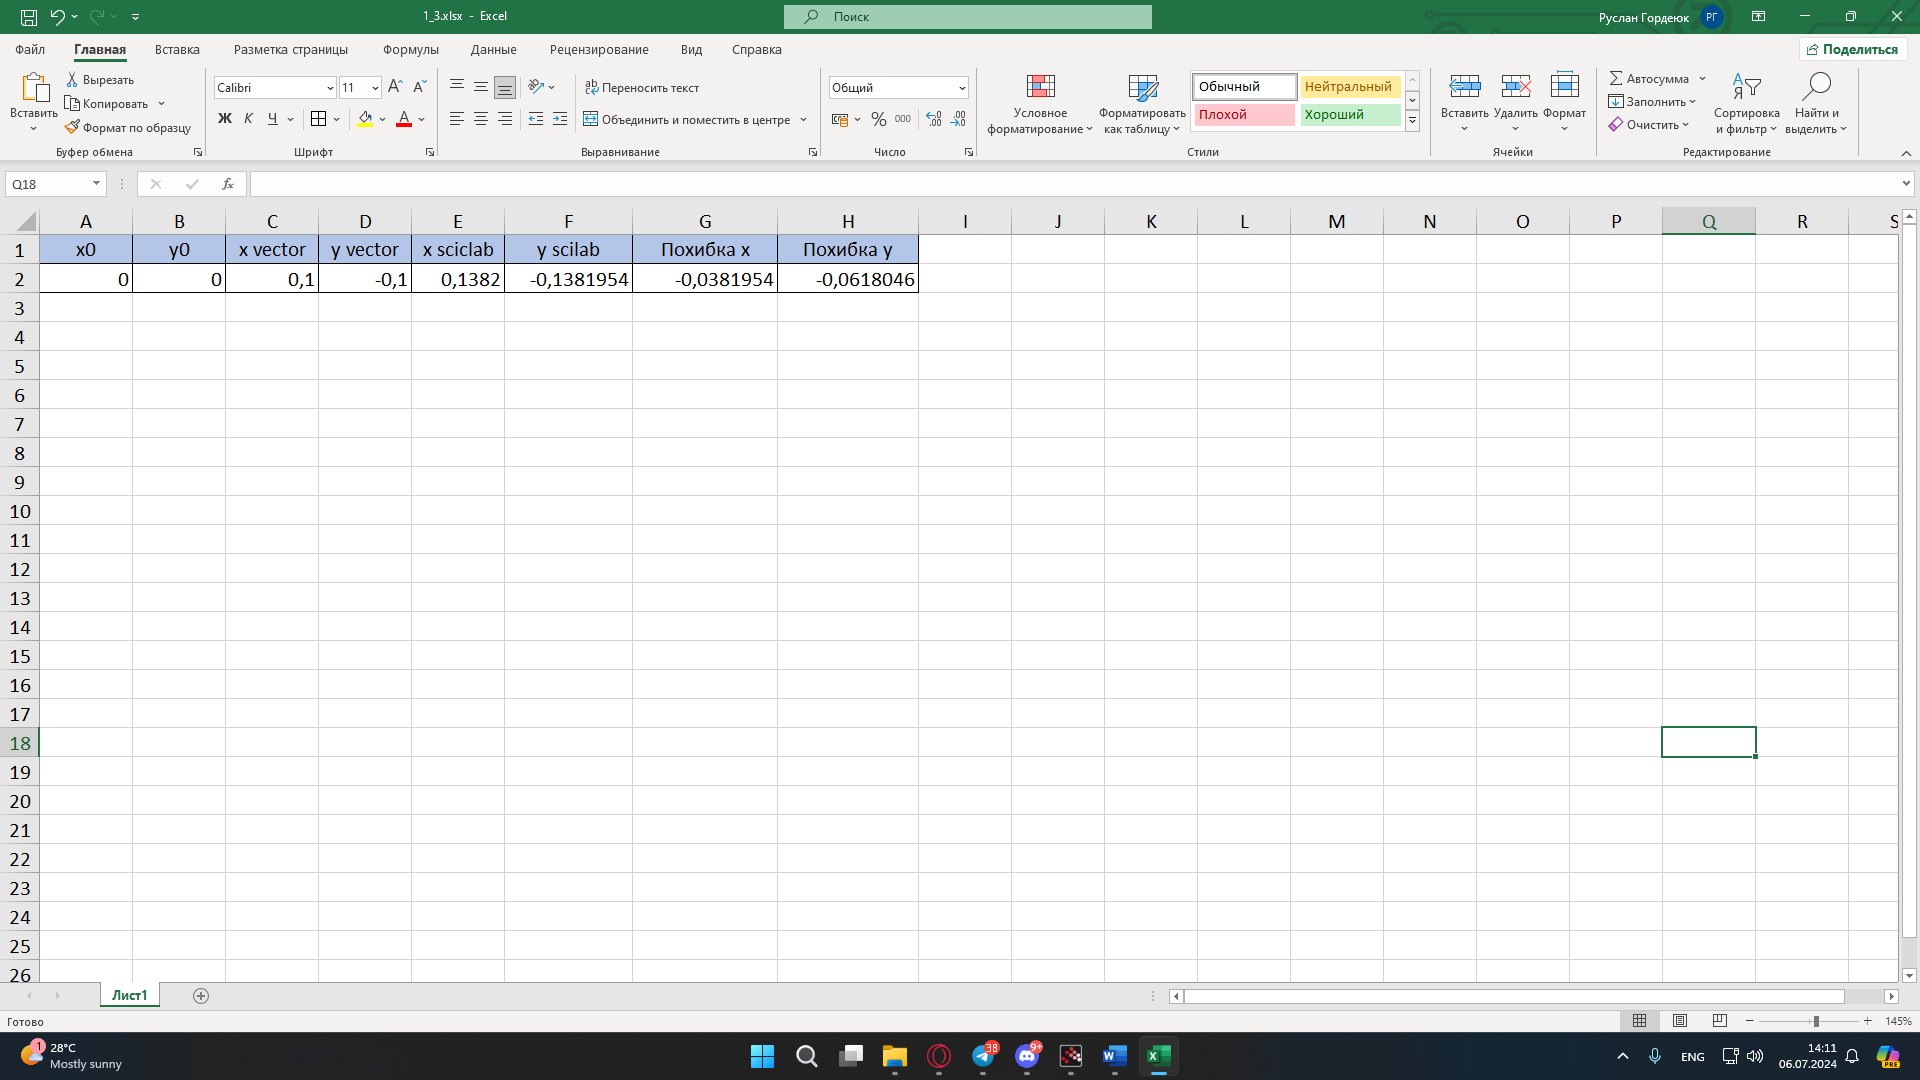 1_3.xlsx - Excel
Поиск
Руслан Гордеюк
РГ
Файл
Главная
Вставка
Разметка страницы
Формулы
Данные
Рецензирование
Вид
Справка
Поделиться
Вставить
Вырезать
Копировать
Формат по образцу
Буфер обмена
Calibri
11
Ж К Ч
Шрифт
Переносить текст
Объединить и поместить в центре
Выравнивание
Общий
% 000
Число
Условное форматирование
Форматировать как таблицу
Обычный
Нейтральный
Плохой
Хороший
Стили
Вставить
Удалить
Формат
Ячейки
Автосумма
Заполнить
Очистить
Сортировка и фильтр
Найти и выделить
Редактирование
Q18
fx
A B C D E F G H I J K L M N O P Q R S
1 x0 y0 x vector y vector x sciclab y scilab Похибка x Похибка y
2 0 0 0,1 -0,1 0,1382 -0,1381954 -0,0381954 -0,0618046
3
4
5
6
7
8
9
10
11
12
13
14
15
16
17
18
19
20
21
22
23
24
25
26
Лист1
Готово
145%
1
28°C
Mostly sunny
38
9+
ENG
14:11
06.07.2024
PRE